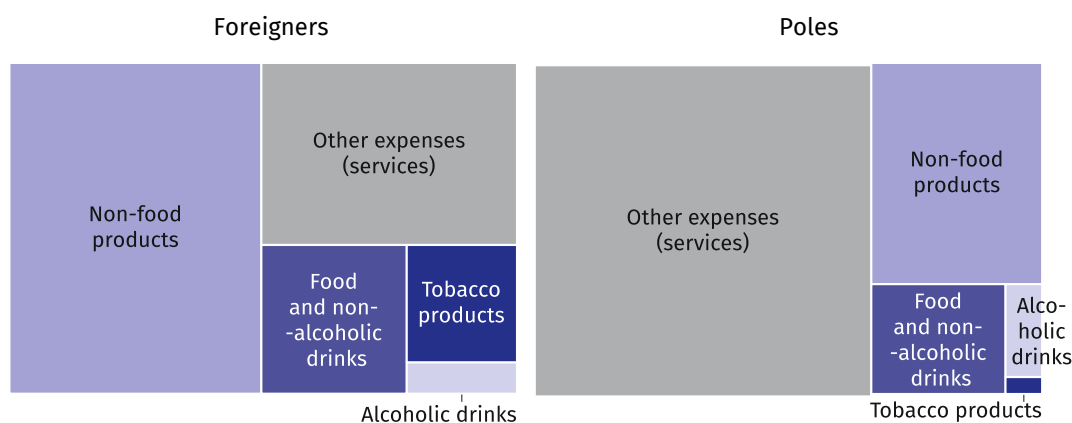 Foreigners
Non-food
products
Other expenses
(services)
Food
and non-
-alcoholic
drinks
Tobacco
products
Alcoholic drinks
Poles
Other expenses
(services)
Non-food
products
Food
and non-
-alcoholic
drinks
Alco-
holic
drinks
Tobacco products